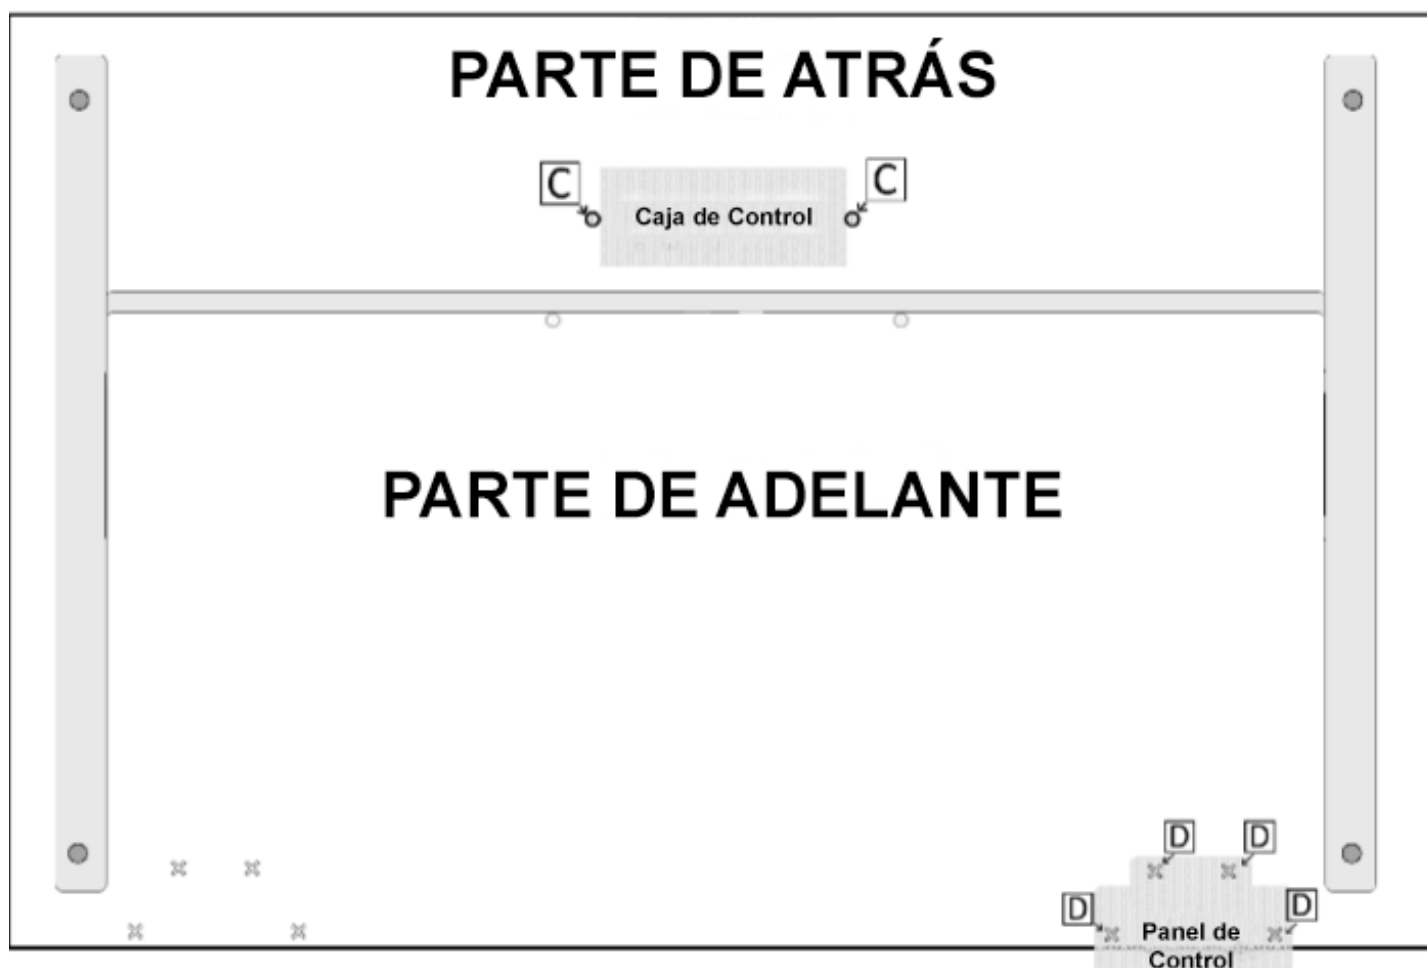 PARTE DE ATRÁS
C
C
Caja de Control
PARTE DE ADELANTE
D
D
D
D
Panel de
Control